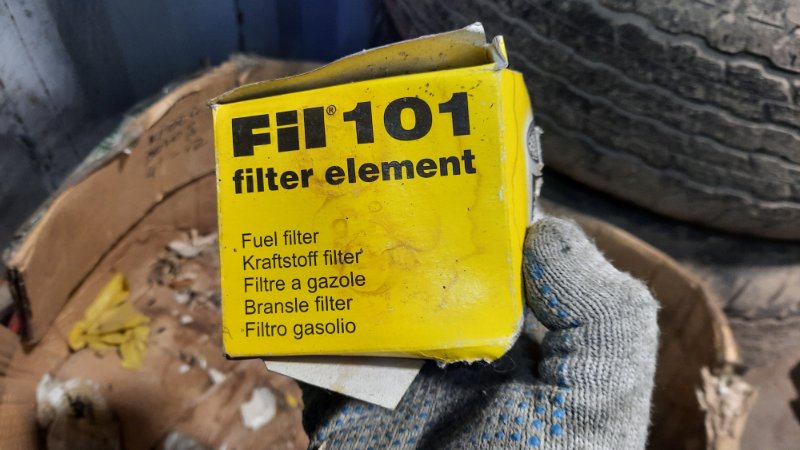 Fil® 101
filter element
Fuel filter
Kraftstoff filter
Filtre a gazole
Bransle filter
Filtro gasolio